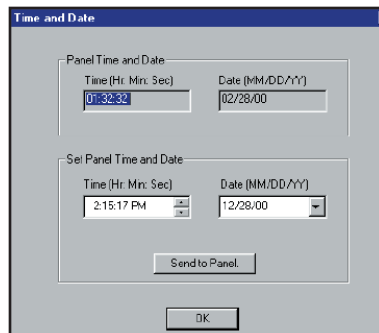 Time and Date
Panel Time and Date
Time (Hr: Min: Sec) Date (MM/DD/YY)
01:32:32 02/28/00
Set Panel Time and Date
Time (Hr: Min: Sec) Date (MM/DD/YY)
2:15:17 PM 12/28/00
Send to Panel.
OK